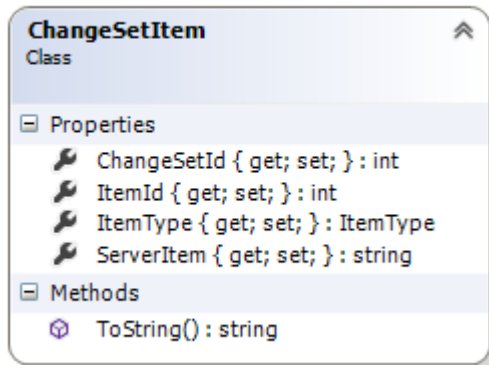 ChangeSetItem
Class
Properties
ChangeSetId { get; set; } : int
ItemId { get; set; } : int
ItemType { get; set; } : ItemType
ServerItem { get; set; } : string
Methods
ToString() : string